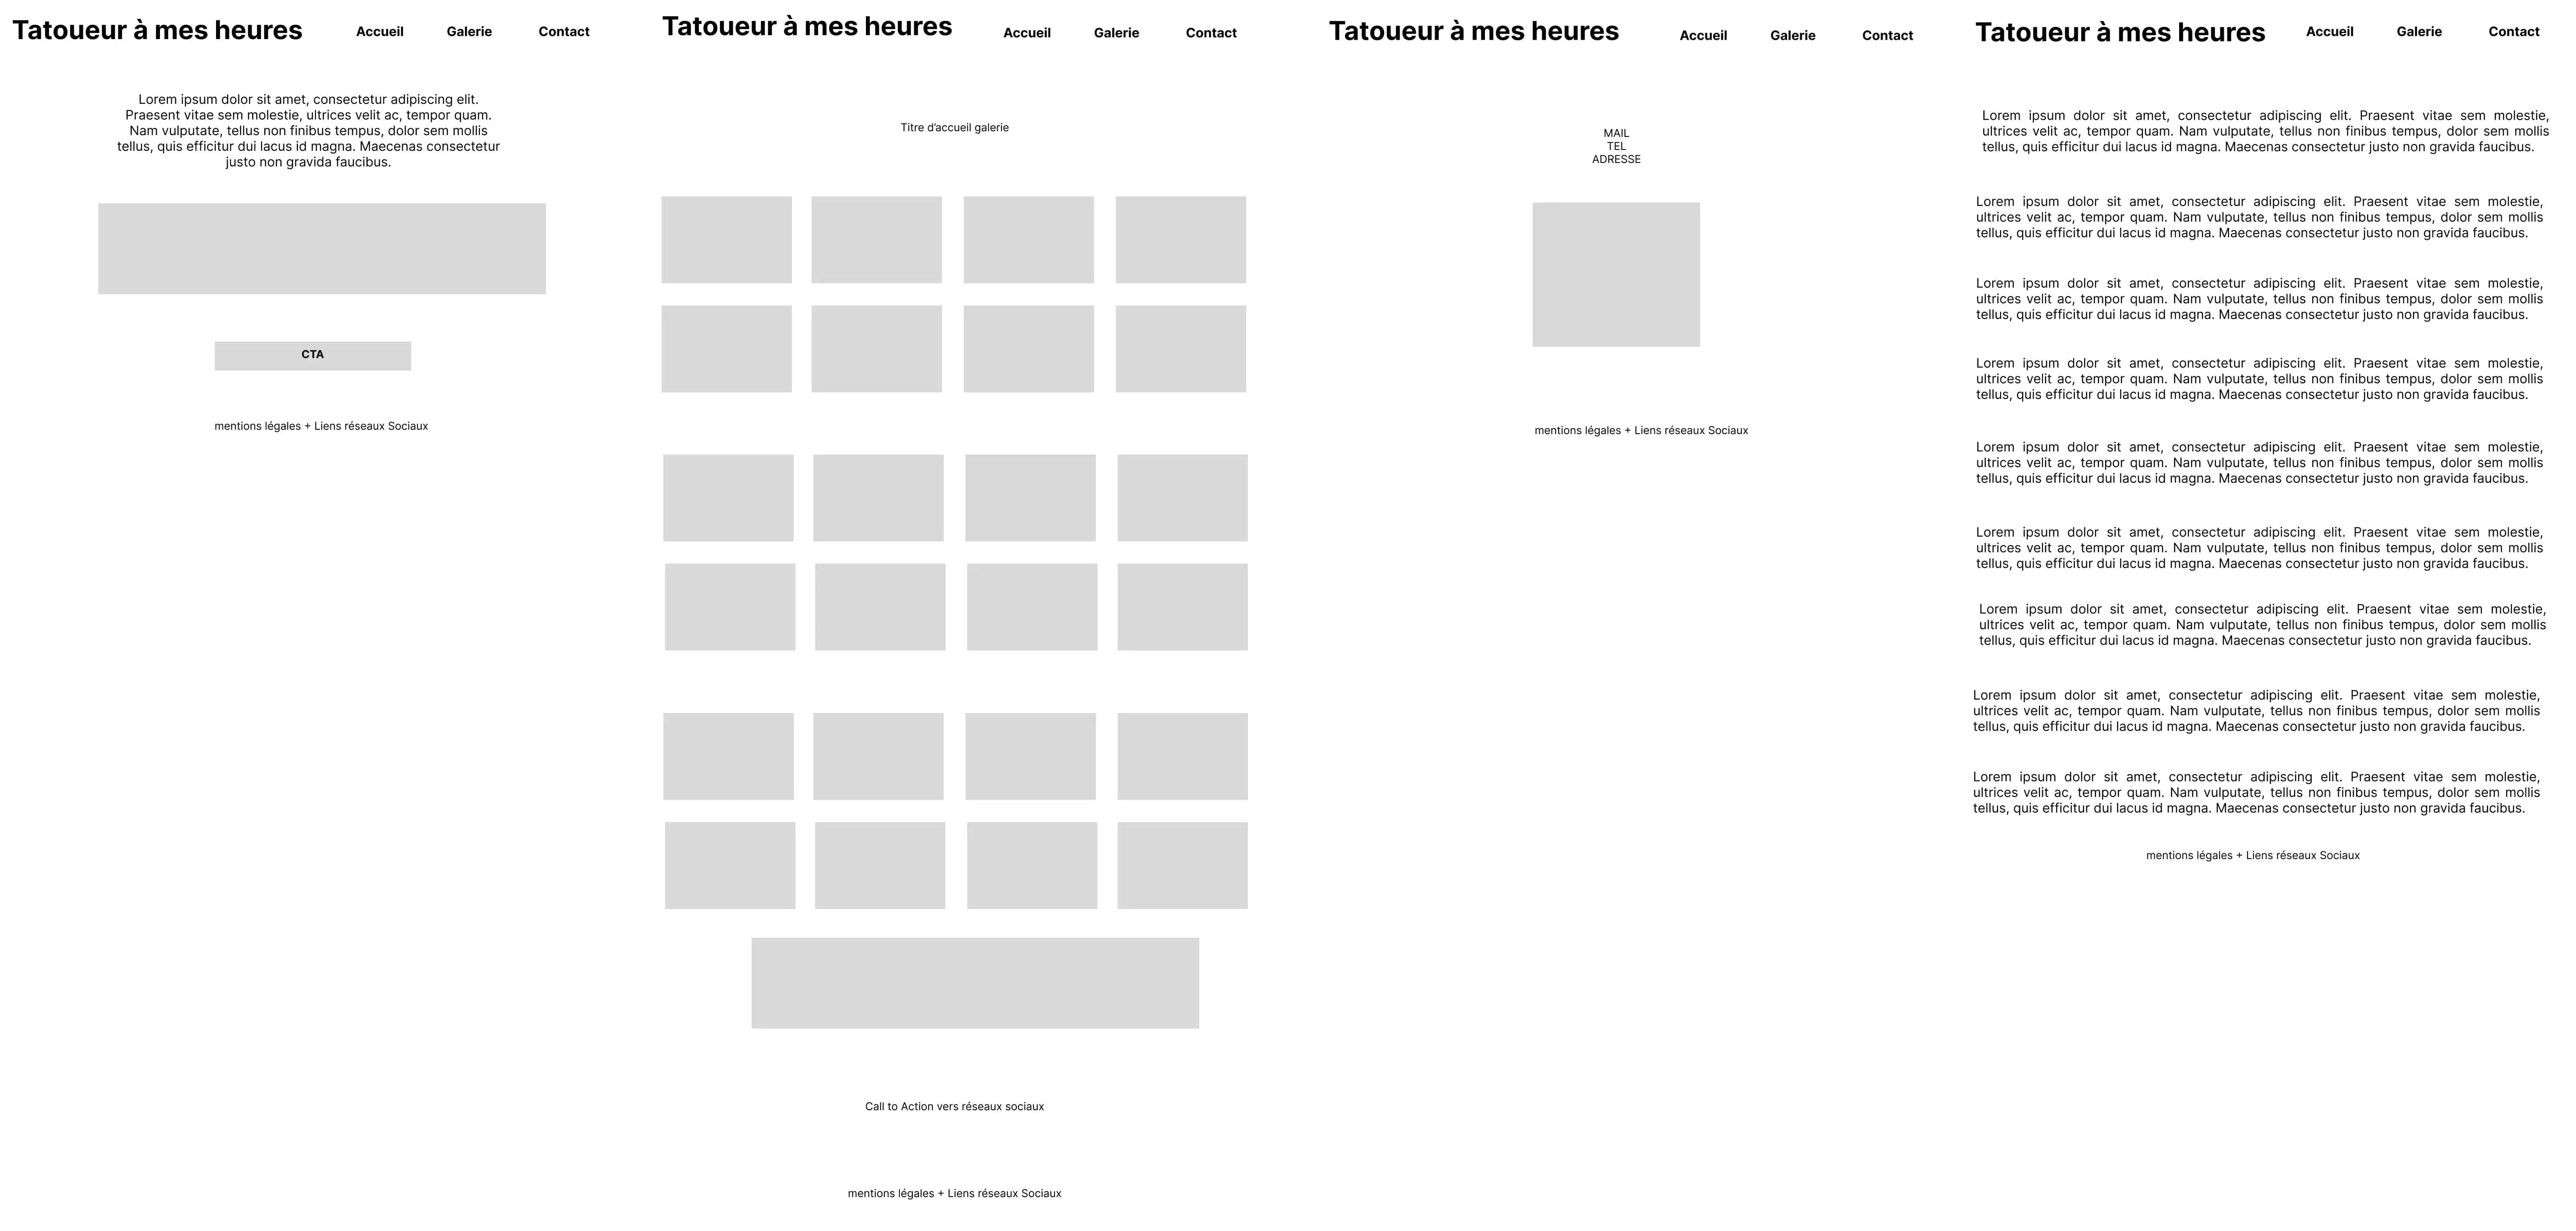 Tatoueur à mes heures
Accueil
Galerie
Contact
Lorem ipsum dolor sit amet, consectetur adipiscing elit.
Praesent vitae sem molestie, ultrices velit ac, tempor quam.
Nam vulputate, tellus non finibus tempus, dolor sem mollis
tellus, quis efficitur dui lacus id magna. Maecenas consectetur
justo non gravida faucibus.
CTA
mentions légales + Liens réseaux Sociaux
Tatoueur à mes heures
Accueil
Galerie
Contact
Titre d'accueil galerie
Call to Action vers réseaux sociaux
mentions légales + Liens réseaux Sociaux
Tatoueur à mes heures
Accueil
Galerie
Contact
MAIL
TEL
ADRESSE
mentions légales + Liens réseaux Sociaux
Tatoueur à mes heures
Accueil
Galerie
Contact
Lorem ipsum dolor sit amet, consectetur adipiscing elit. Praesent vitae sem molestie,
ultrices velit ac, tempor quam. Nam vulputate, tellus non finibus tempus, dolor sem mollis
tellus, quis efficitur dui lacus id magna. Maecenas consectetur justo non gravida faucibus.
Lorem ipsum dolor sit amet, consectetur adipiscing elit. Praesent vitae sem molestie,
ultrices velit ac, tempor quam. Nam vulputate, tellus non finibus tempus, dolor sem mollis
tellus, quis efficitur dui lacus id magna. Maecenas consectetur justo non gravida faucibus.
Lorem ipsum dolor sit amet, consectetur adipiscing elit. Praesent vitae sem molestie,
ultrices velit ac, tempor quam. Nam vulputate, tellus non finibus tempus, dolor sem mollis
tellus, quis efficitur dui lacus id magna. Maecenas consectetur justo non gravida faucibus.
Lorem ipsum dolor sit amet, consectetur adipiscing elit. Praesent vitae sem molestie,
ultrices velit ac, tempor quam. Nam vulputate, tellus non finibus tempus, dolor sem mollis
tellus, quis efficitur dui lacus id magna. Maecenas consectetur justo non gravida faucibus.
Lorem ipsum dolor sit amet, consectetur adipiscing elit. Praesent vitae sem molestie,
ultrices velit ac, tempor quam. Nam vulputate, tellus non finibus tempus, dolor sem mollis
tellus, quis efficitur dui lacus id magna. Maecenas consectetur justo non gravida faucibus.
Lorem ipsum dolor sit amet, consectetur adipiscing elit. Praesent vitae sem molestie,
ultrices velit ac, tempor quam. Nam vulputate, tellus non finibus tempus, dolor sem mollis
tellus, quis efficitur dui lacus id magna. Maecenas consectetur justo non gravida faucibus.
Lorem ipsum dolor sit amet, consectetur adipiscing elit. Praesent vitae sem molestie,
ultrices velit ac, tempor quam. Nam vulputate, tellus non finibus tempus, dolor sem mollis
tellus, quis efficitur dui lacus id magna. Maecenas consectetur justo non gravida faucibus.
Lorem ipsum dolor sit amet, consectetur adipiscing elit. Praesent vitae sem molestie,
ultrices velit ac, tempor quam. Nam vulputate, tellus non finibus tempus, dolor sem mollis
tellus, quis efficitur dui lacus id magna. Maecenas consectetur justo non gravida faucibus.
Lorem ipsum dolor sit amet, consectetur adipiscing elit. Praesent vitae sem molestie,
ultrices velit ac, tempor quam. Nam vulputate, tellus non finibus tempus, dolor sem mollis
tellus, quis efficitur dui lacus id magna. Maecenas consectetur justo non gravida faucibus.
mentions légales + Liens réseaux Sociaux